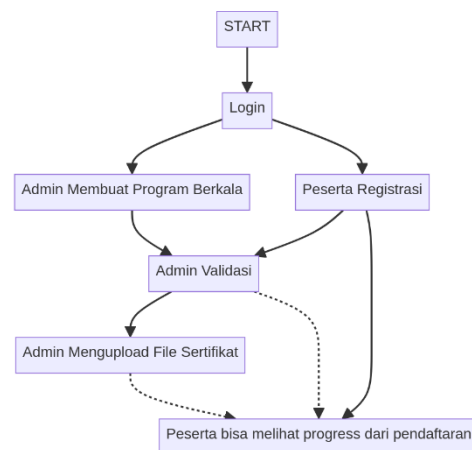 START
Login
Admin Membuat Program Berkala
Peserta Registrasi
Admin Validasi
Admin Mengupload File Sertifikat
Peserta bisa melihat progress dari pendaftaran